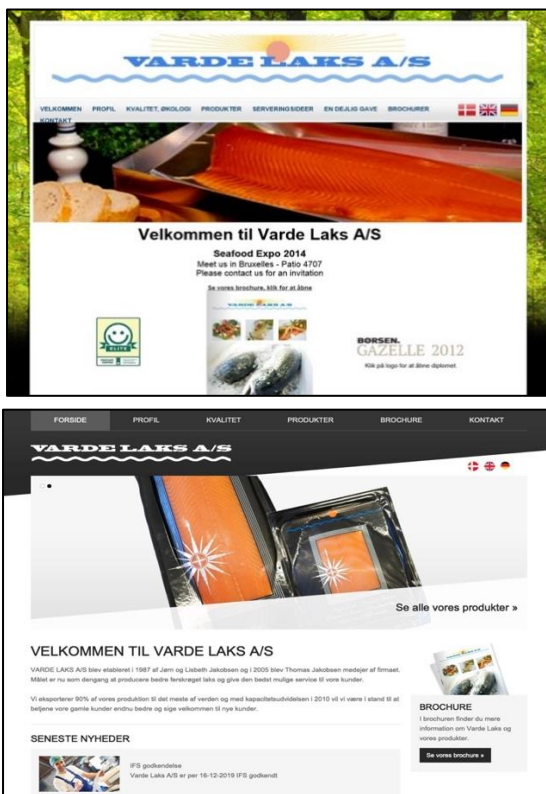 VARDE LAKS A/S
VELKOMMEN PROFIL KVALITET, ØKOLOGI PRODUKTER SERVERINGSIDEER EN DEJLIG GAVE BROCHURER
KONTAKT
Velkommen til Varde Laks A/S
Seafood Expo 2014
Meet us in Bruxelles - Patio 4707
Please contact us for an invitation
Se vores brochure, klik for at åbne
VARDE LAKS A/S
ELITE
BØRSEN.
GAZELLE 2012
Klik på logo for at åbne diplomet
FORSIDE PROFIL KVALITET PRODUKTER BROCHURE KONTAKT
VARDE LAKS A/S
Se alle vores produkter »
VELKOMMEN TIL VARDE LAKS A/S
VARDE LAKS A/S blev etableret i 1987 af Jørn og Lisbeth Jakobsen og i 2005 blev Thomas Jakobsen medejer af firmaet.
Målet er nu som dengang at producere bedre ferskrøget laks og give den bedst mulige service til vore kunder.
Vi eksporterer 90% af vores produktion til det meste af verden og med kapacitetsudvidelsen i 2010 vil vi være i stand til at
betjene vore gamle kunder endnu bedre og sige velkommen til nye kunder.
BROCHURE
I brochuren finder du mere
information om Varde Laks og
vores produkter.
Se vores brochure »
SENESTE NYHEDER
IFS godkendelse
Varde Laks A/S er per 16-12-2019 IFS godkendt